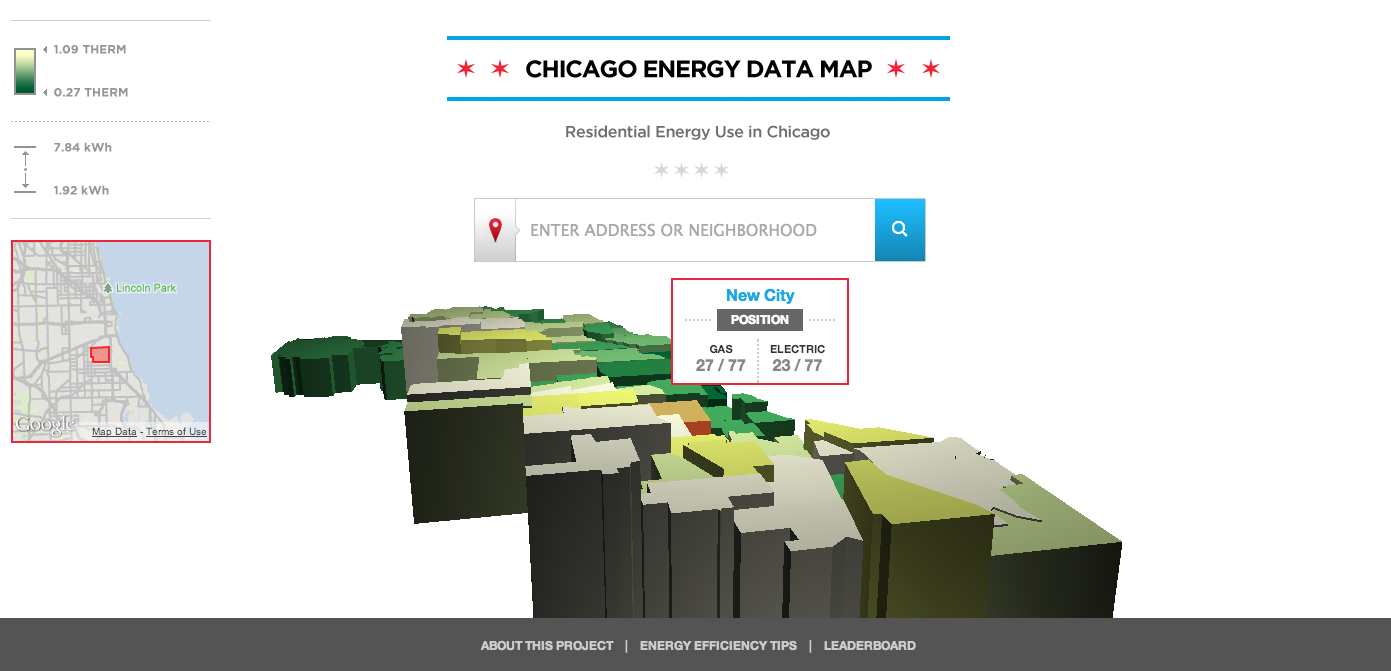 1.09 THERM
0.27 THERM
7.84 kWh
1.92 kWh
Lincoln Park
Google
Map Data - Terms of Use
CHICAGO ENERGY DATA MAP
Residential Energy Use in Chicago
ENTER ADDRESS OR NEIGHBORHOOD
New City
POSITION
GAS ELECTRIC
27 / 77 23 / 77
ABOUT THIS PROJECT | ENERGY EFFICIENCY TIPS | LEADERBOARD